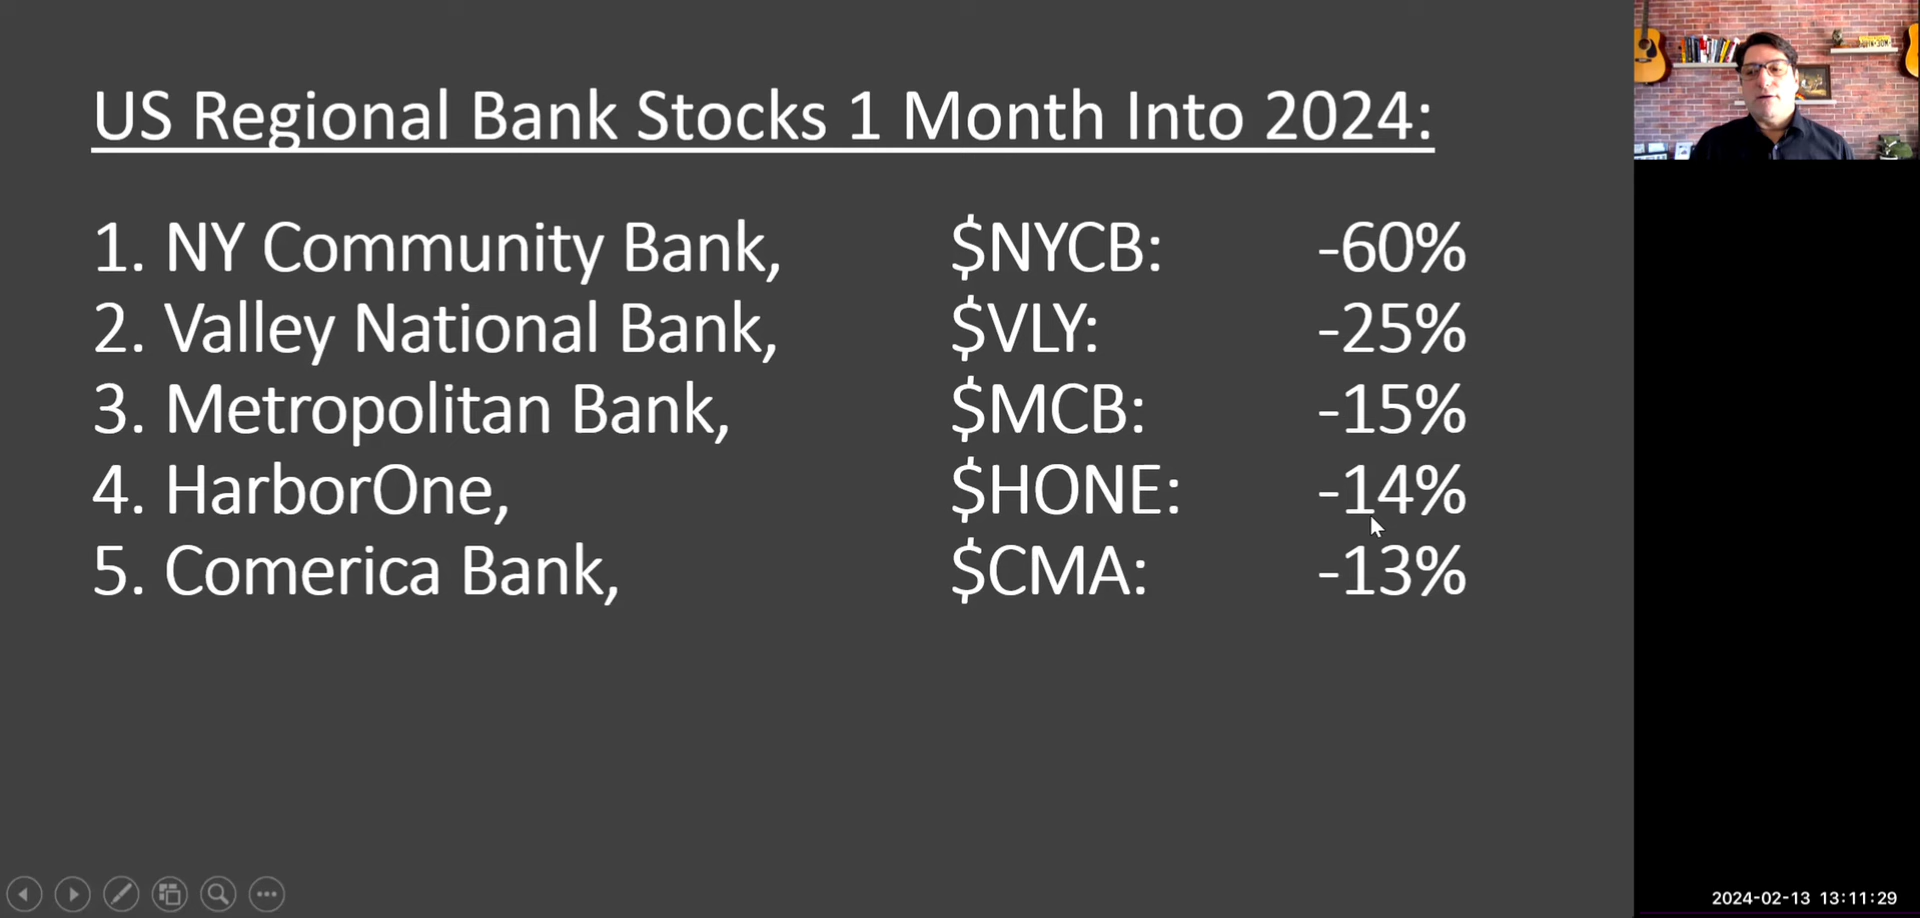 US Regional Bank Stocks 1 Month Into 2024:
1. NY Community Bank, $NYCB: -60%
2. Valley National Bank, $VLY: -25%
3. Metropolitan Bank, $MCB: -15%
4. HarborOne, $HONE: -14%
5. Comerica Bank, $CMA: -13%
2024-02-13 13:11:29